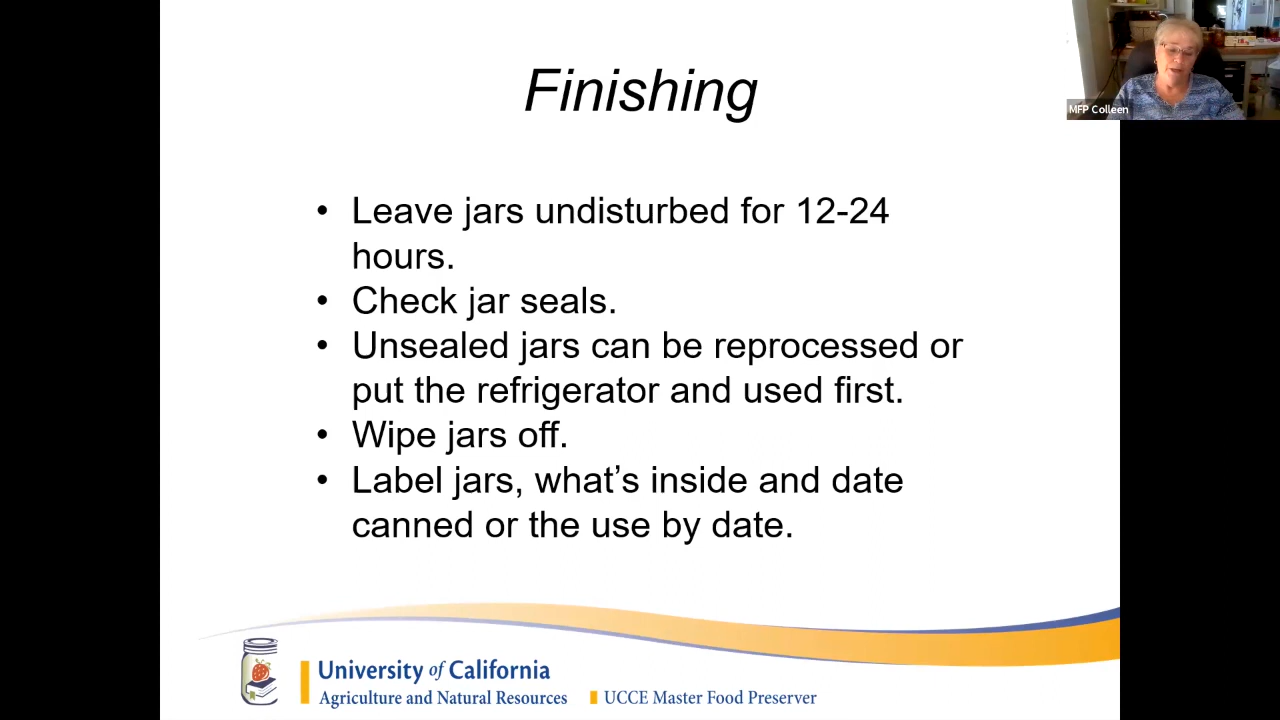 Finishing
MFP Colleen
• Leave jars undisturbed for 12-24
hours.
• Check jar seals.
• Unsealed jars can be reprocessed or
put the refrigerator and used first.
• Wipe jars off.
• Label jars, what’s inside and date
canned or the use by date.
University of California
Agriculture and Natural Resources
UCCE Master Food Preserver